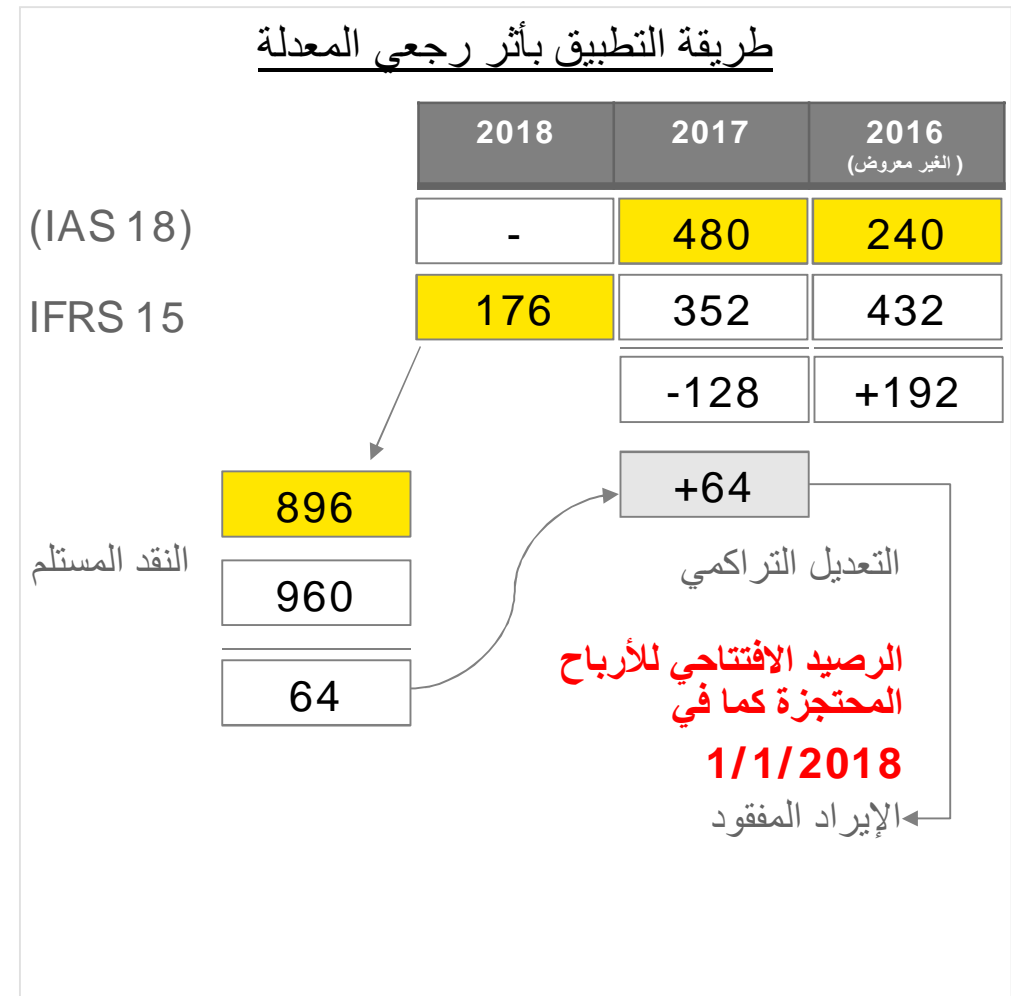 طريقة التطبيق بأثر رجعي المعدلة
2018 2017 2016
(الغير معروض)
(IAS 18) - 480 240
IFRS 15 176 352 432
-128 +192
896 +64
النقد المستلم
960
التعديل التراكمي
64
الرصيد الافتتاحي للأرباح
المحتجزة كما في
1/1/2018
الإيراد المفقود